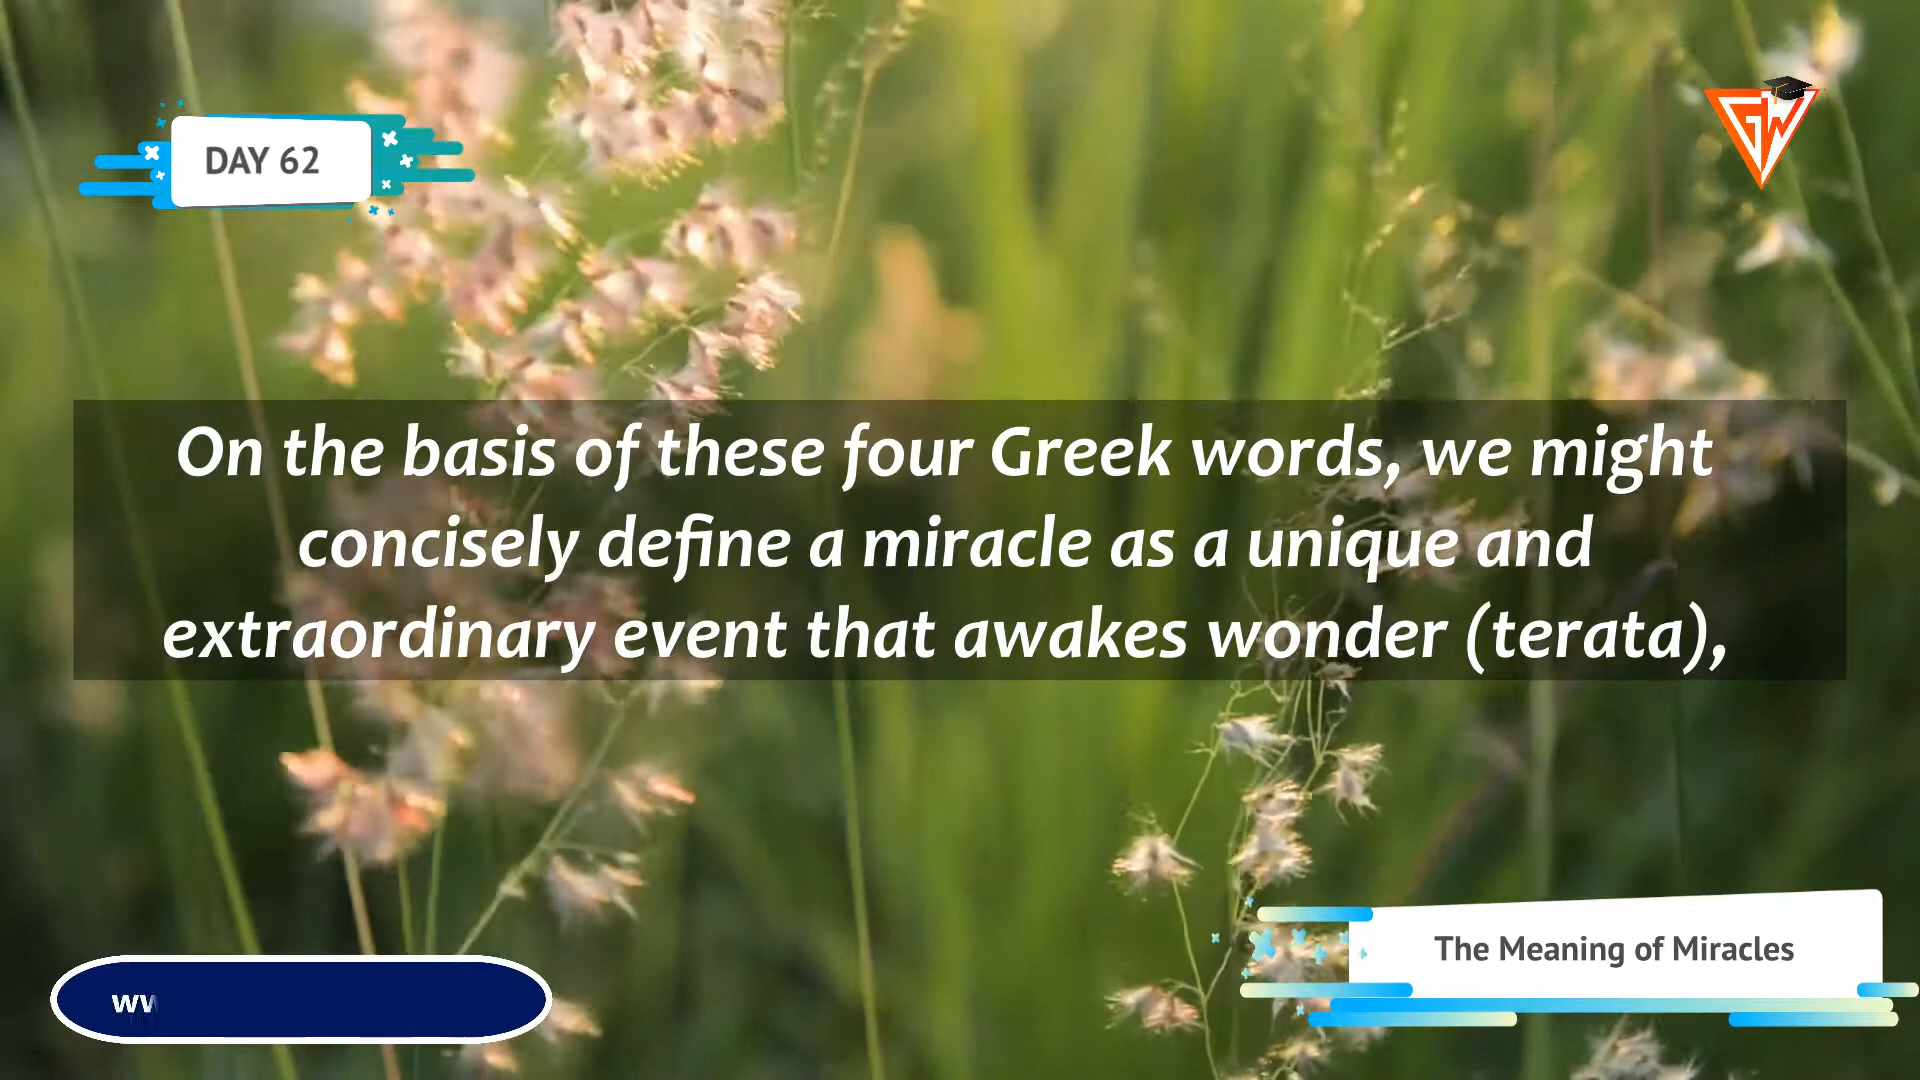 DAY 62
GW
On the basis of these four Greek words, we might
concisely define a miracle as a unique and
extraordinary event that awakes wonder (terata),
The Meaning of Miracles